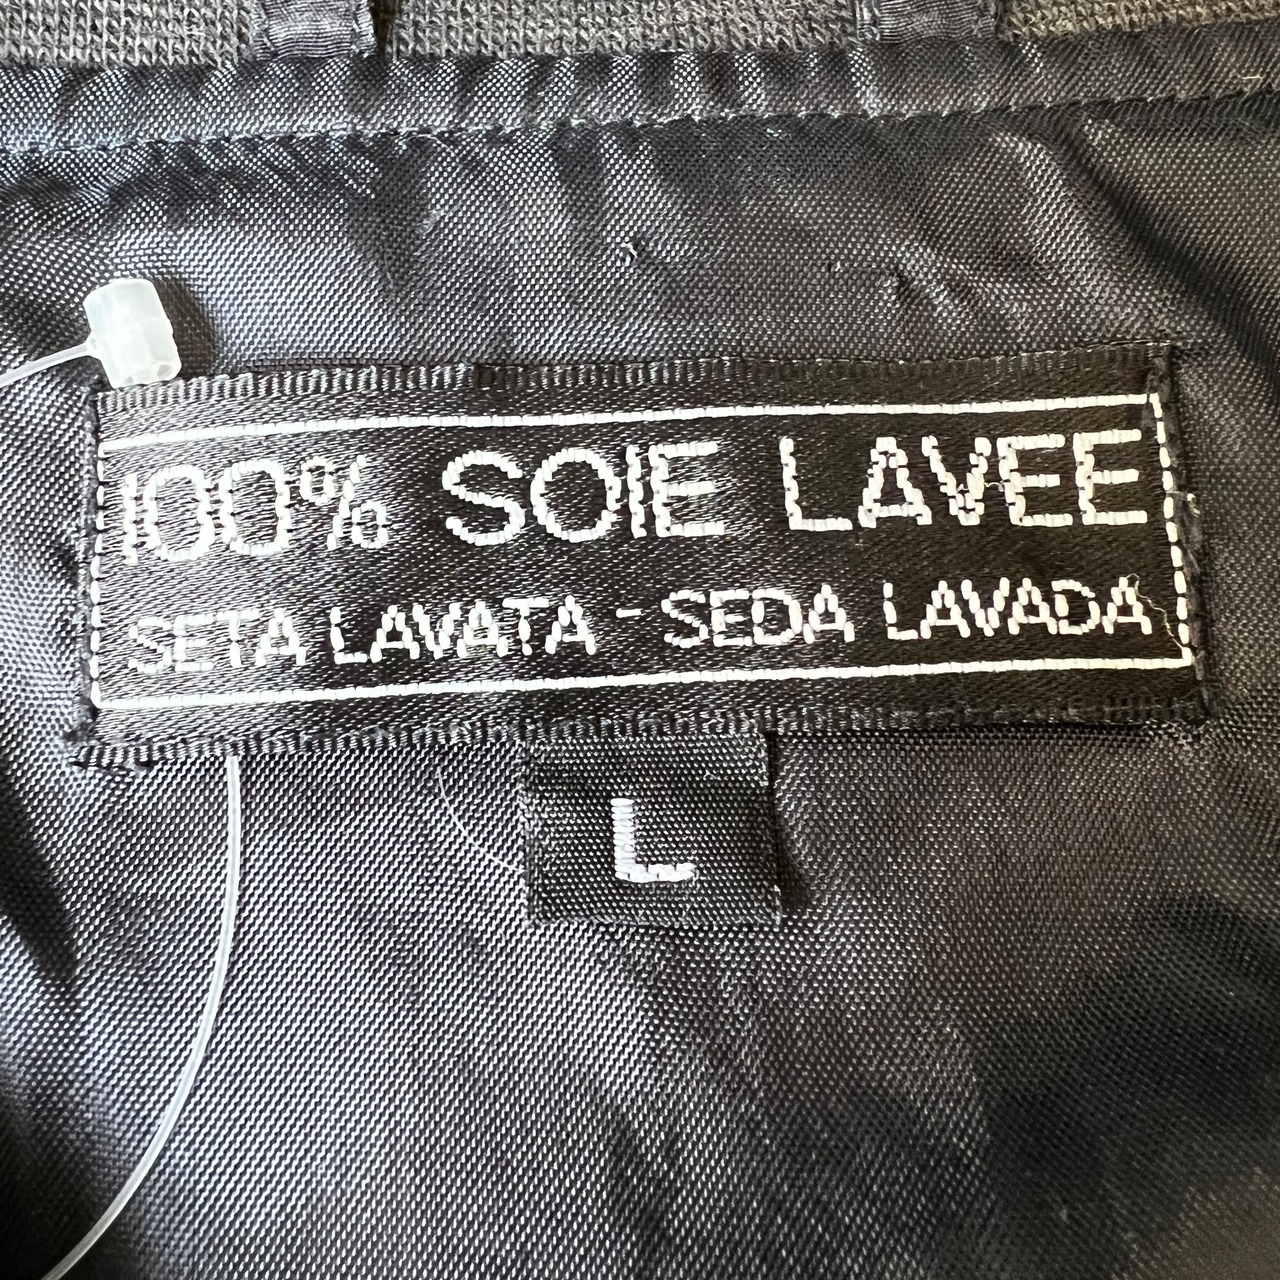 100% SOIE LAVEE
SETA LAVATA - SEDA LAVADA
L